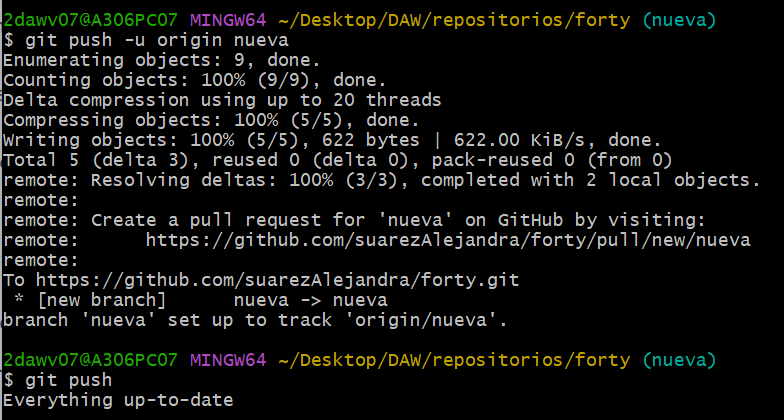 2dawv07@A306PC07 MINGW64 ~/Desktop/DAW/repositorios/forty (nueva)
$ git push -u origin nueva
Enumerating objects: 9, done.
Counting objects: 100% (9/9), done.
Delta compression using up to 20 threads
Compressing objects: 100% (5/5), done.
Writing objects: 100% (5/5), 622 bytes | 622.00 KiB/s, done.
Total 5 (delta 3), reused 0 (delta 0), pack-reused 0 (from 0)
remote: Resolving deltas: 100% (3/3), completed with 2 local objects.
remote:
remote: Create a pull request for 'nueva' on GitHub by visiting:
remote:      https://github.com/suarezAlejandra/forty/pull/new/nueva
remote:
To https://github.com/suarezAlejandra/forty.git
 * [new branch]      nueva -> nueva
branch 'nueva' set up to track 'origin/nueva'.

2dawv07@A306PC07 MINGW64 ~/Desktop/DAW/repositorios/forty (nueva)
$ git push
Everything up-to-date